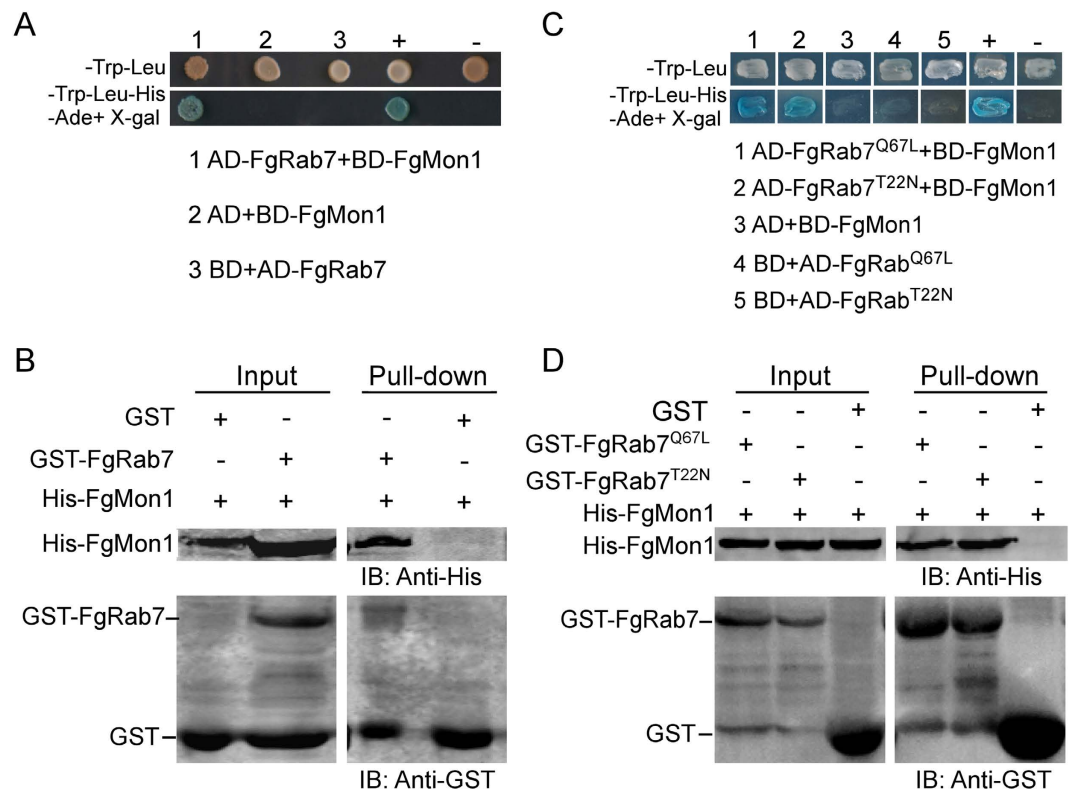 A
1 2 3 + -
-Trp-Leu
-Trp-Leu-His
-Ade+ X-gal
1 AD-FgRab7+BD-FgMon1
2 AD+BD-FgMon1
3 BD+AD-FgRab7
C
1 2 3 4 5 + -
-Trp-Leu
-Trp-Leu-His
-Ade+ X-gal
1 AD-FgRab7Q67L+BD-FgMon1
2 AD-FgRab7T22N+BD-FgMon1
3 AD+BD-FgMon1
4 BD+AD-FgRabQ67L
5 BD+AD-FgRabT22N
B
Input Pull-down
GST + - - +
GST-FgRab7 - + + -
His-FgMon1 + + + +
His-FgMon1
IB: Anti-His
GST-FgRab7
GST
IB: Anti-GST
D
Input Pull-down
GST - - + - - +
GST-FgRab7Q67L + - - + - -
GST-FgRab7T22N - + - - + -
His-FgMon1 + + + + + +
His-FgMon1
IB: Anti-His
GST-FgRab7
GST
IB: Anti-GST